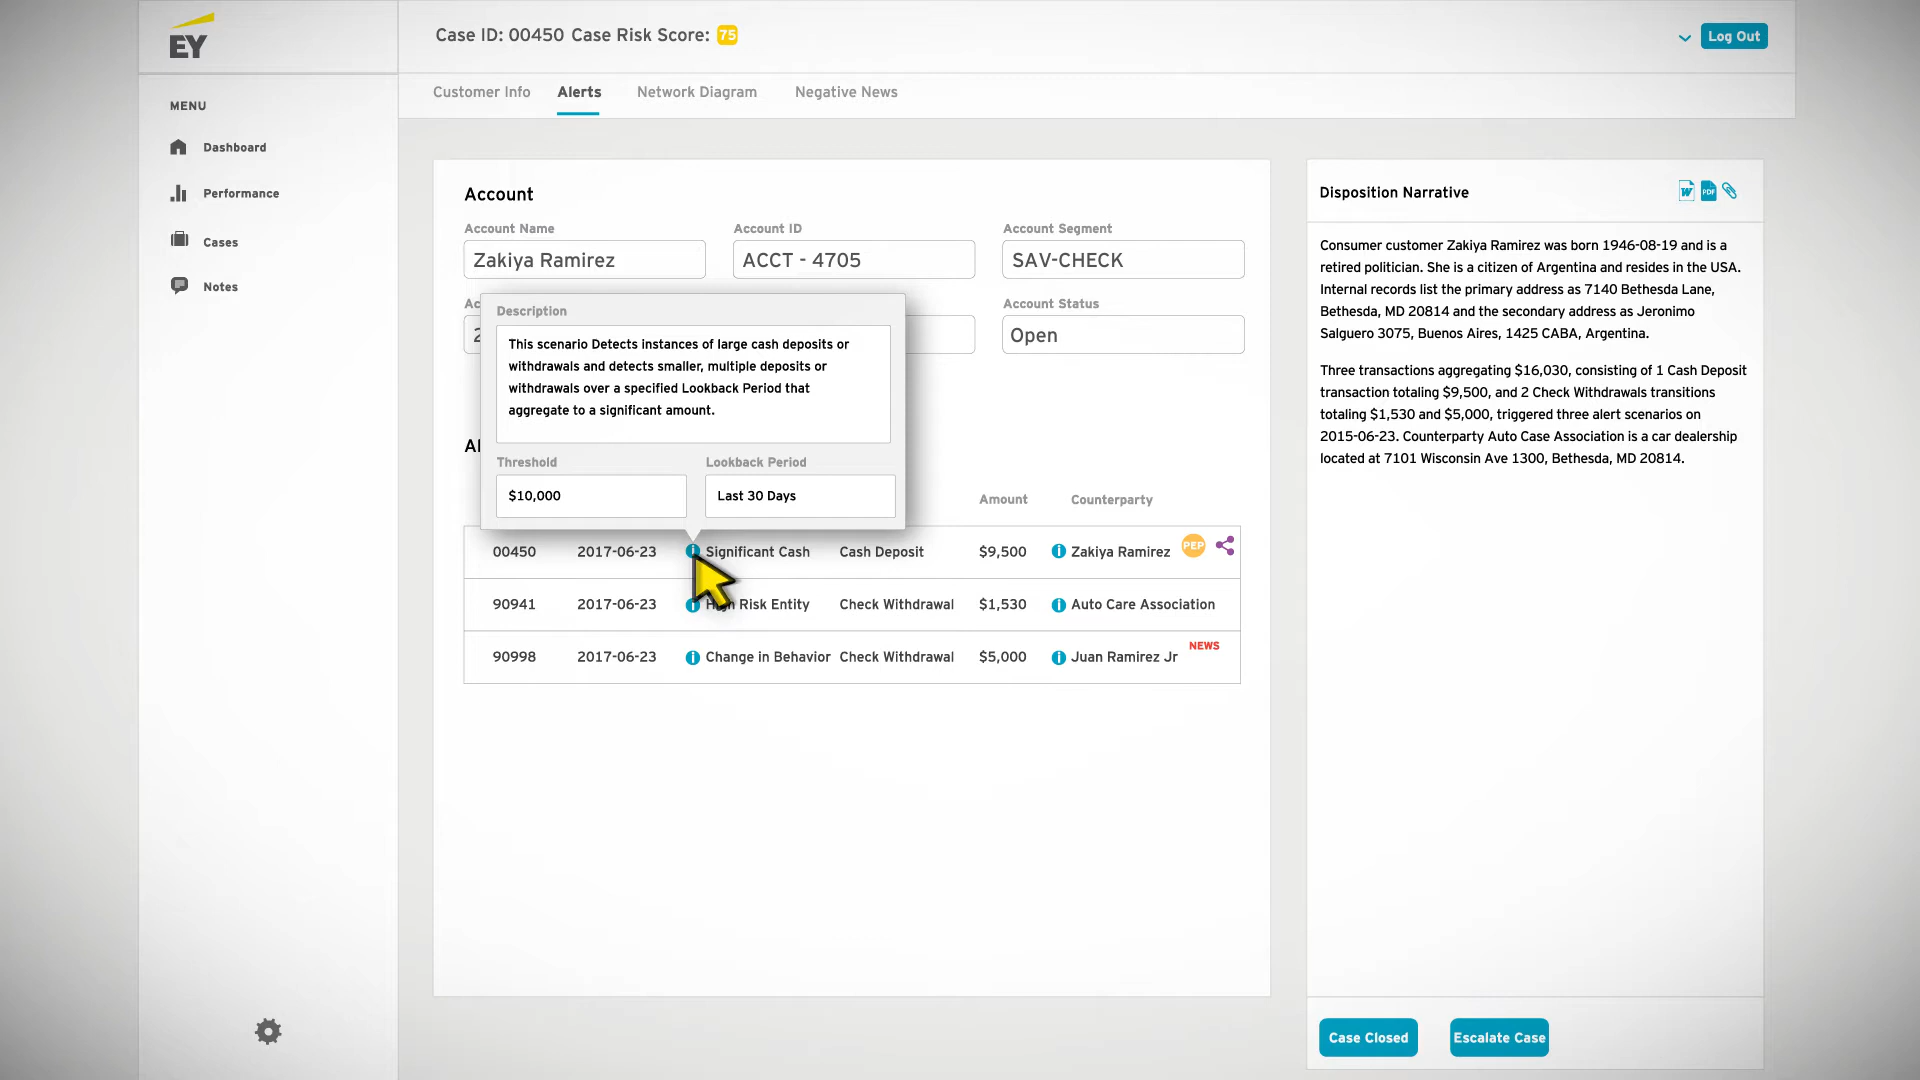 EY
Case ID: 00450 Case Risk Score: 75
Log Out
Customer Info
Alerts
Network Diagram
Negative News
MENU
Dashboard
Performance
Cases
Notes
Account
Account Name
Account ID
Account Segment
Zakiya Ramirez
ACCT - 4705
SAV-CHECK
Ac
Account Status
2
Open
Description
This scenario Detects instances of large cash deposits or
withdrawals and detects smaller, multiple deposits or
withdrawals over a specified Lookback Period that
aggregate to a significant amount.
Al
Threshold
Lookback Period
$10,000
Last 30 Days
Amount
Counterparty
00450 2017-06-23 i Significant Cash Cash Deposit $9,500 i Zakiya Ramirez PEP
90941 2017-06-23 i High Risk Entity Check Withdrawal $1,530 i Auto Care Association
90998 2017-06-23 i Change in Behavior Check Withdrawal $5,000 i Juan Ramirez Jr NEWS
Disposition Narrative
W
PDF
Consumer customer Zakiya Ramirez was born 1946-08-19 and is a
retired politician. She is a citizen of Argentina and resides in the USA.
Internal records list the primary address as 7140 Bethesda Lane,
Bethesda, MD 20814 and the secondary address as Jeronimo
Salguero 3075, Buenos Aires, 1425 CABA, Argentina.
Three transactions aggregating $16,030, consisting of 1 Cash Deposit
transaction totaling $9,500, and 2 Check Withdrawals transitions
totaling $1,530 and $5,000, triggered three alert scenarios on
2015-06-23. Counterparty Auto Case Association is a car dealership
located at 7101 Wisconsin Ave 1300, Bethesda, MD 20814.
Case Closed
Escalate Case